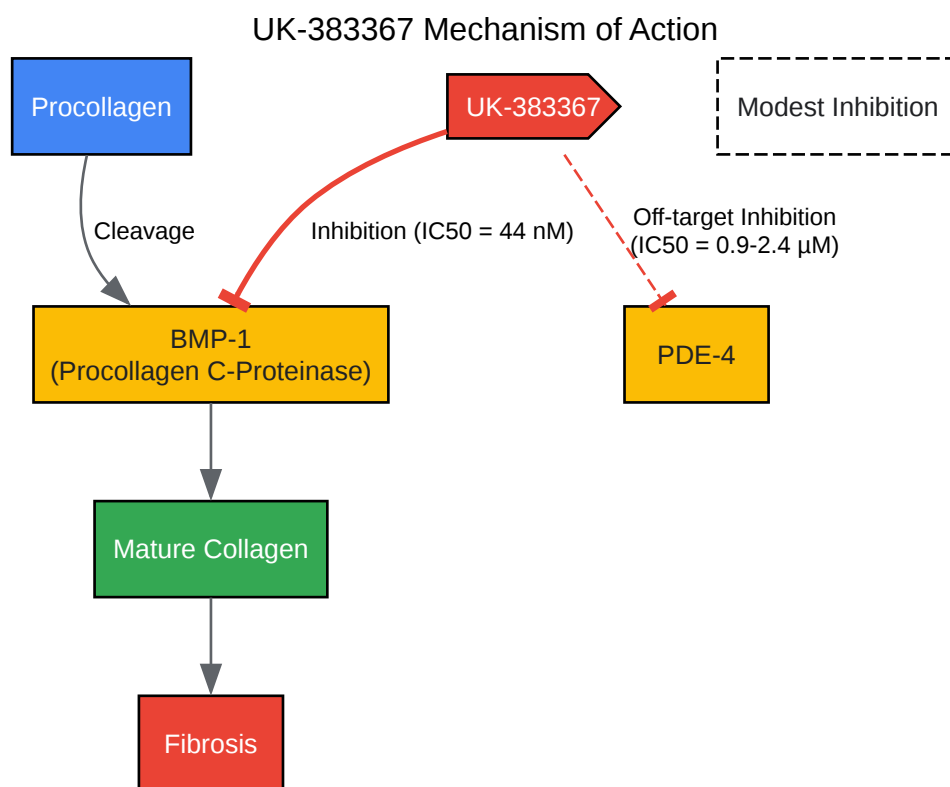 UK-383367 Mechanism of Action
Procollagen
UK-383367
Modest Inhibition
Cleavage
Inhibition (IC50 = 44 nM)
Off-target Inhibition
(IC50 = 0.9-2.4 µM)
BMP-1
(Procollagen C-Proteinase)
PDE-4
Mature Collagen
Fibrosis